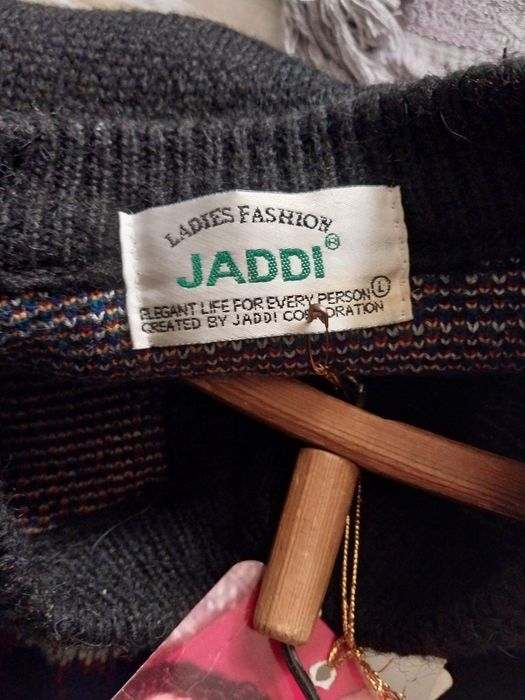 LADIES FASHION
JADDI®
ELEGANT LIFE FOR EVERY PERSON Ⓛ
CREATED BY JADDI CORPORATION